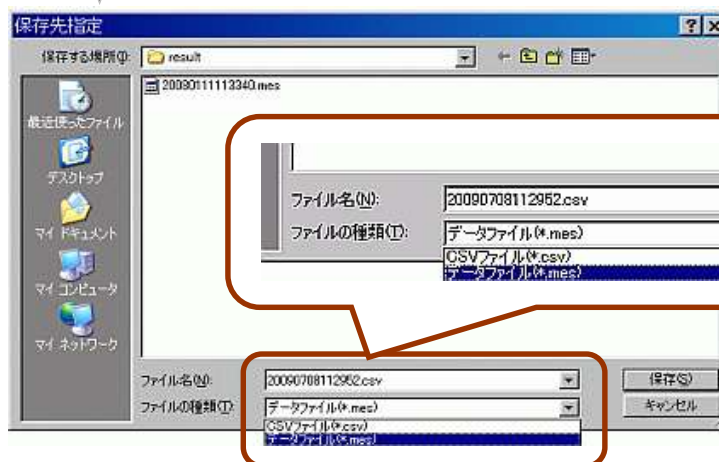 保存先指定
保存する場所(I):
result
20080111113340.mes
最近使ったファイル
デスクトップ
マイ ドキュメント
マイ コンピュータ
マイ ネットワーク
ファイル名(N):
20090708112952.csv
ファイルの種類(T):
データファイル(*.mes)
CSVファイル(*.csv)
データファイル(*.mes)
ファイル名(N):
20090708112952.csv
保存(S)
ファイルの種類(T):
データファイル(*.mes)
キャンセル
CSVファイル(*.csv)
データファイル(*.mes)